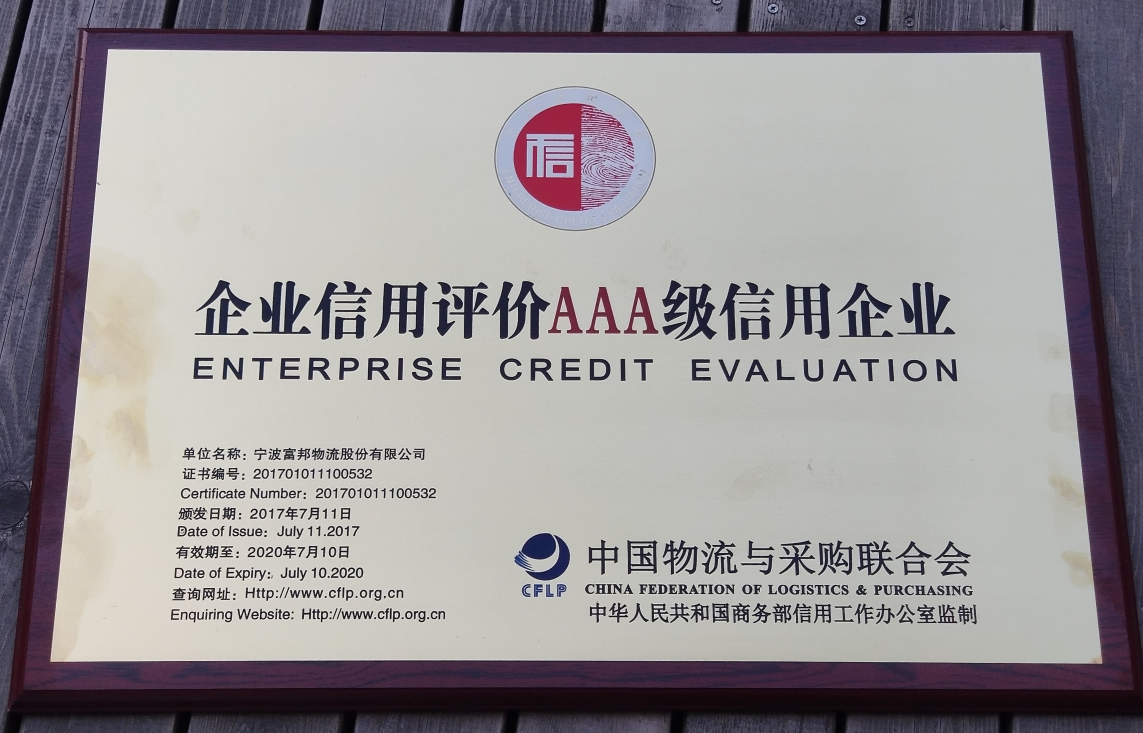 信
企业信用评价AAA级信用企业
ENTERPRISE CREDIT EVALUATION
单位名称：宁波富邦物流股份有限公司
证书编号：201701011100532
Certificate Number：201701011100532
颁发日期：2017年7月11日
Date of Issue：July 11.2017
有效期至：2020年7月10日
Date of Expiry：July 10.2020
查询网址：Http://www.cflp.org.cn
Enquiring Website：Http://www.cflp.org.cn
CFLP
中国物流与采购联合会
CHINA FEDERATION OF LOGISTICS & PURCHASING
中华人民共和国商务部信用工作办公室监制